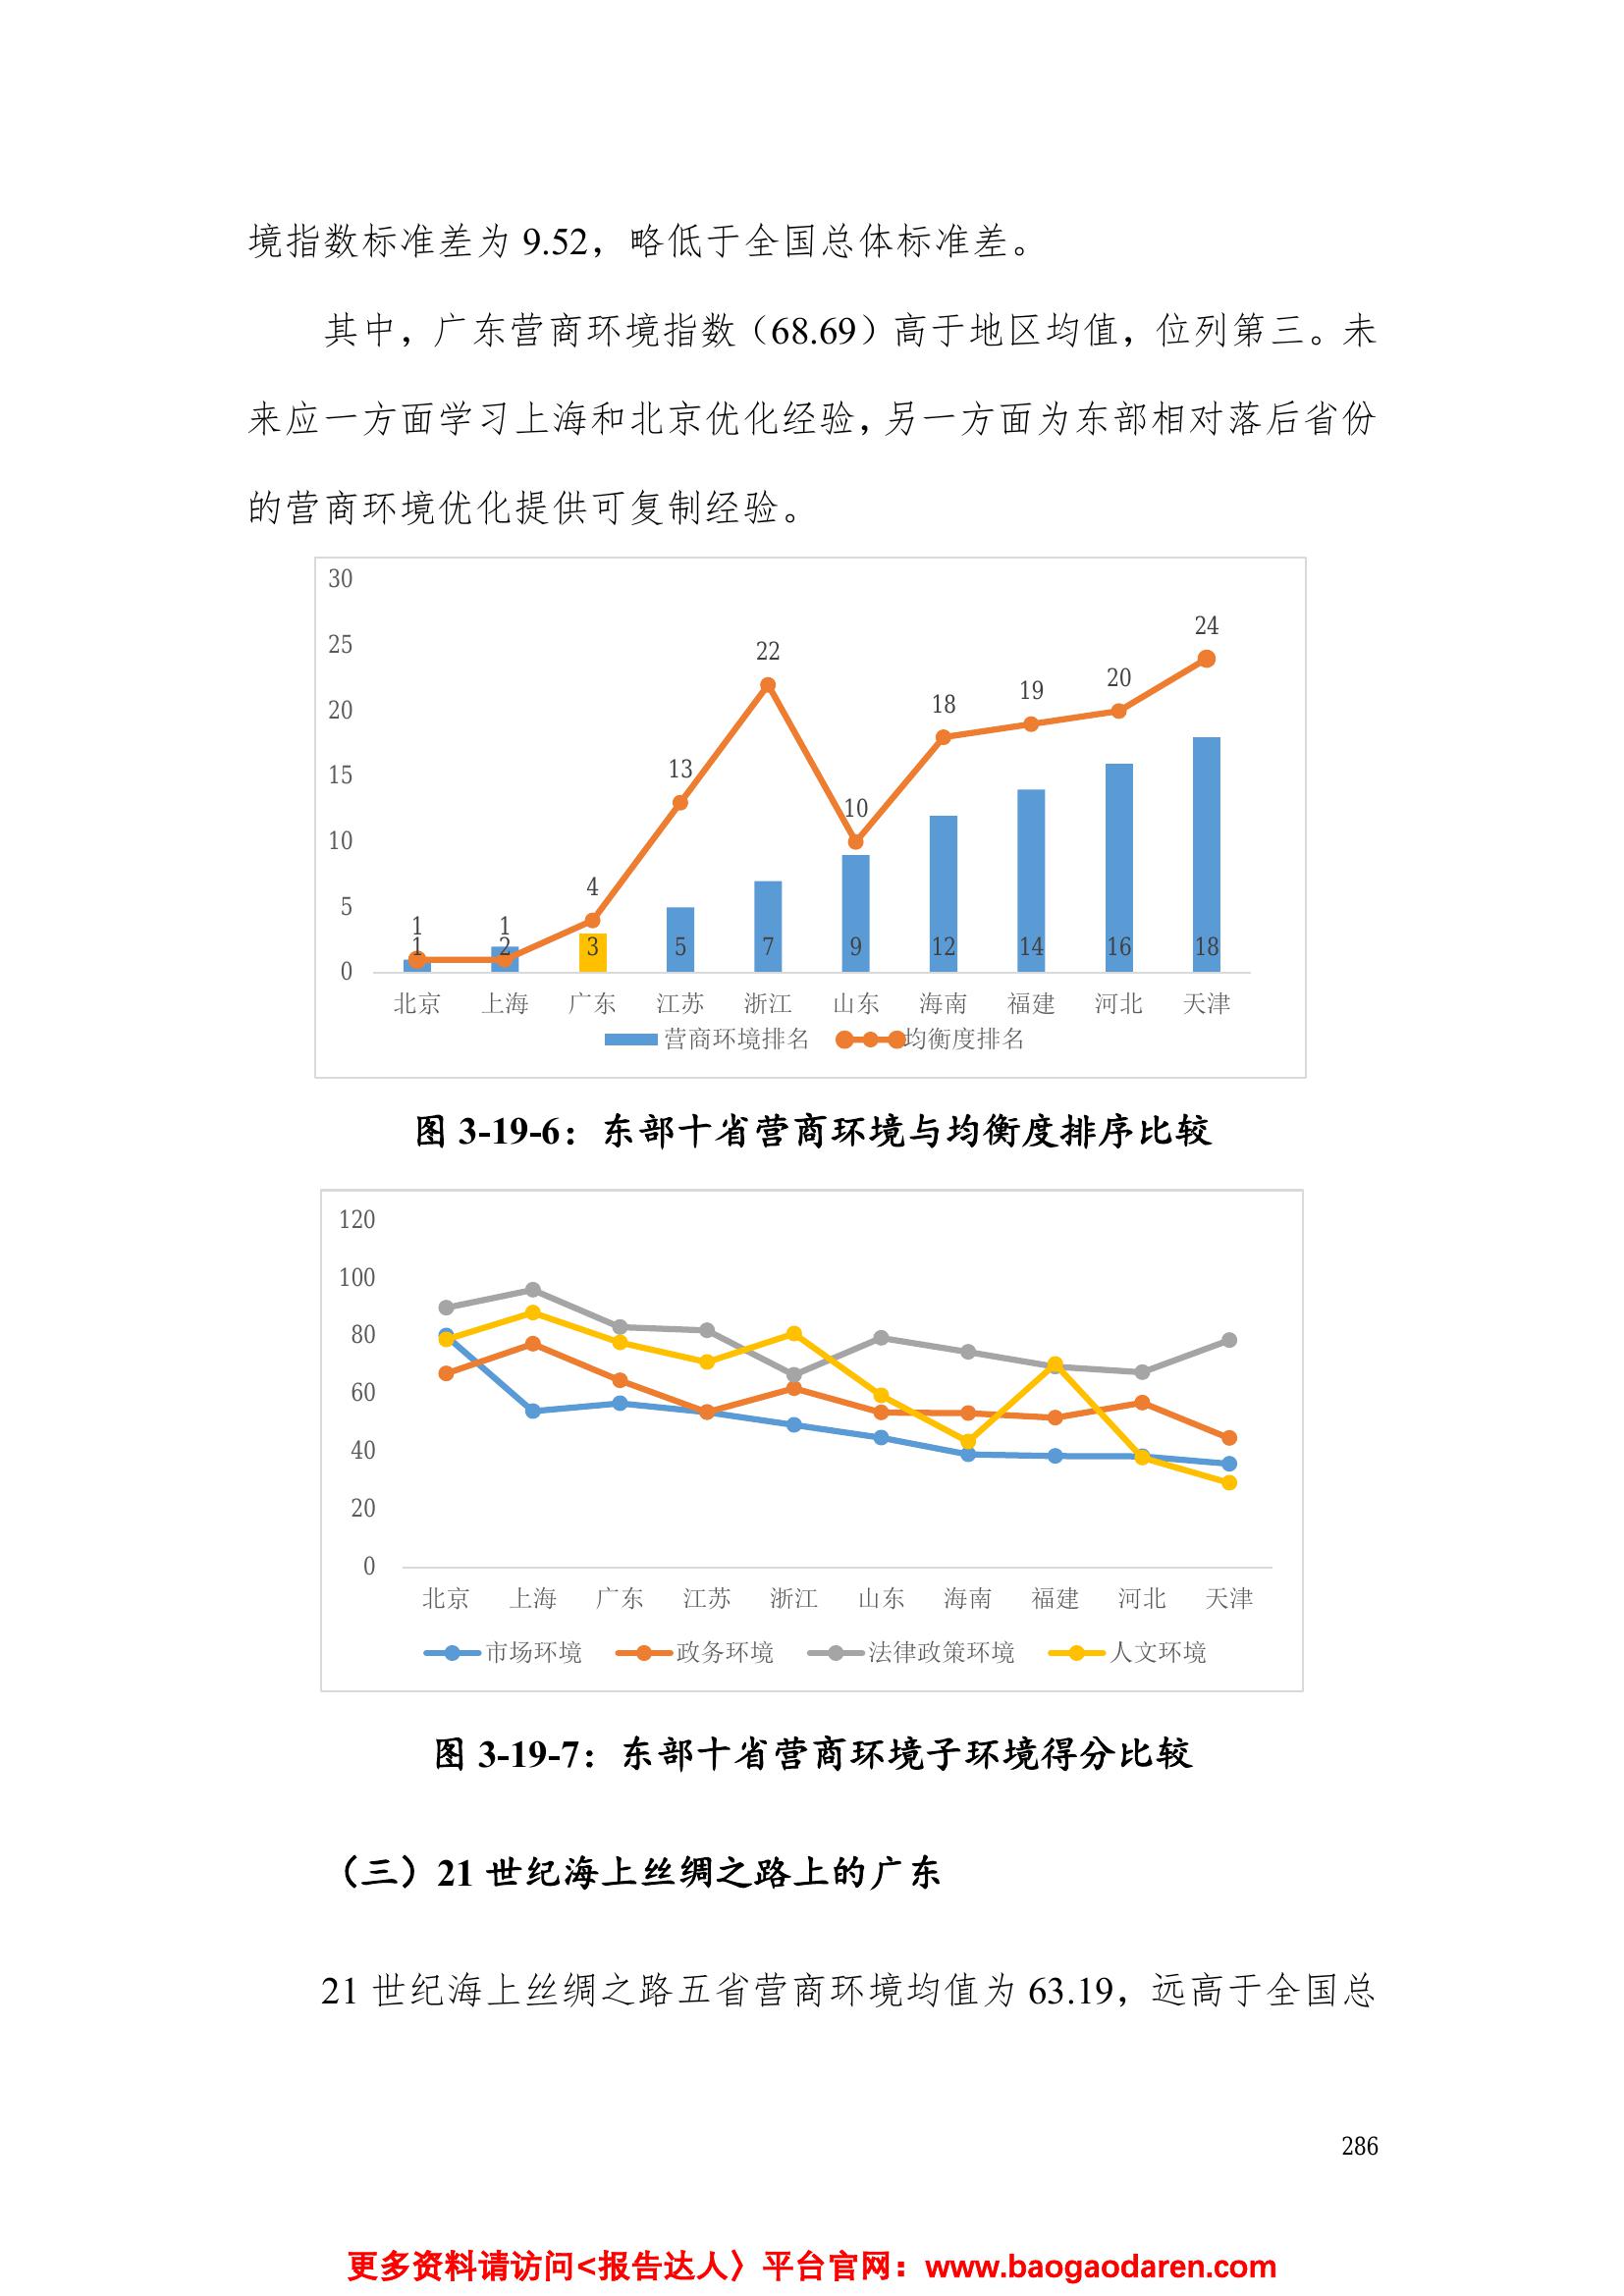 境指数标准差为 9.52，略低于全国总体标准差。
其中，广东营商环境指数（68.69）高于地区均值，位列第三。未
来应一方面学习上海和北京优化经验，另一方面为东部相对落后省份
的营商环境优化提供可复制经验。
30
25
20
15
10
5
0
1 1 4 13 22 10 18 19 20 24
1 2 3 5 7 9 12 14 16 18
北京 上海 广东 江苏 浙江 山东 海南 福建 河北 天津
营商环境排名 均衡度排名
图 3-19-6：东部十省营商环境与均衡度排序比较
120
100
80
60
40
20
0
北京 上海 广东 江苏 浙江 山东 海南 福建 河北 天津
市场环境 政务环境 法律政策环境 人文环境
图 3-19-7：东部十省营商环境子环境得分比较
（三）21 世纪海上丝绸之路上的广东
21 世纪海上丝绸之路五省营商环境均值为 63.19，远高于全国总
286
更多资料请访问<报告达人〉平台官网：www.baogaodaren.com